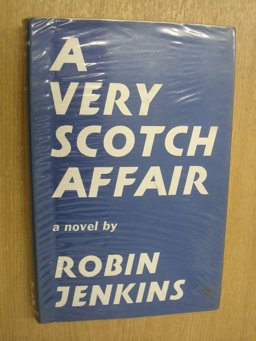 A
VERY
SCOTCH
AFFAIR
a novel by
ROBIN
JENKINS